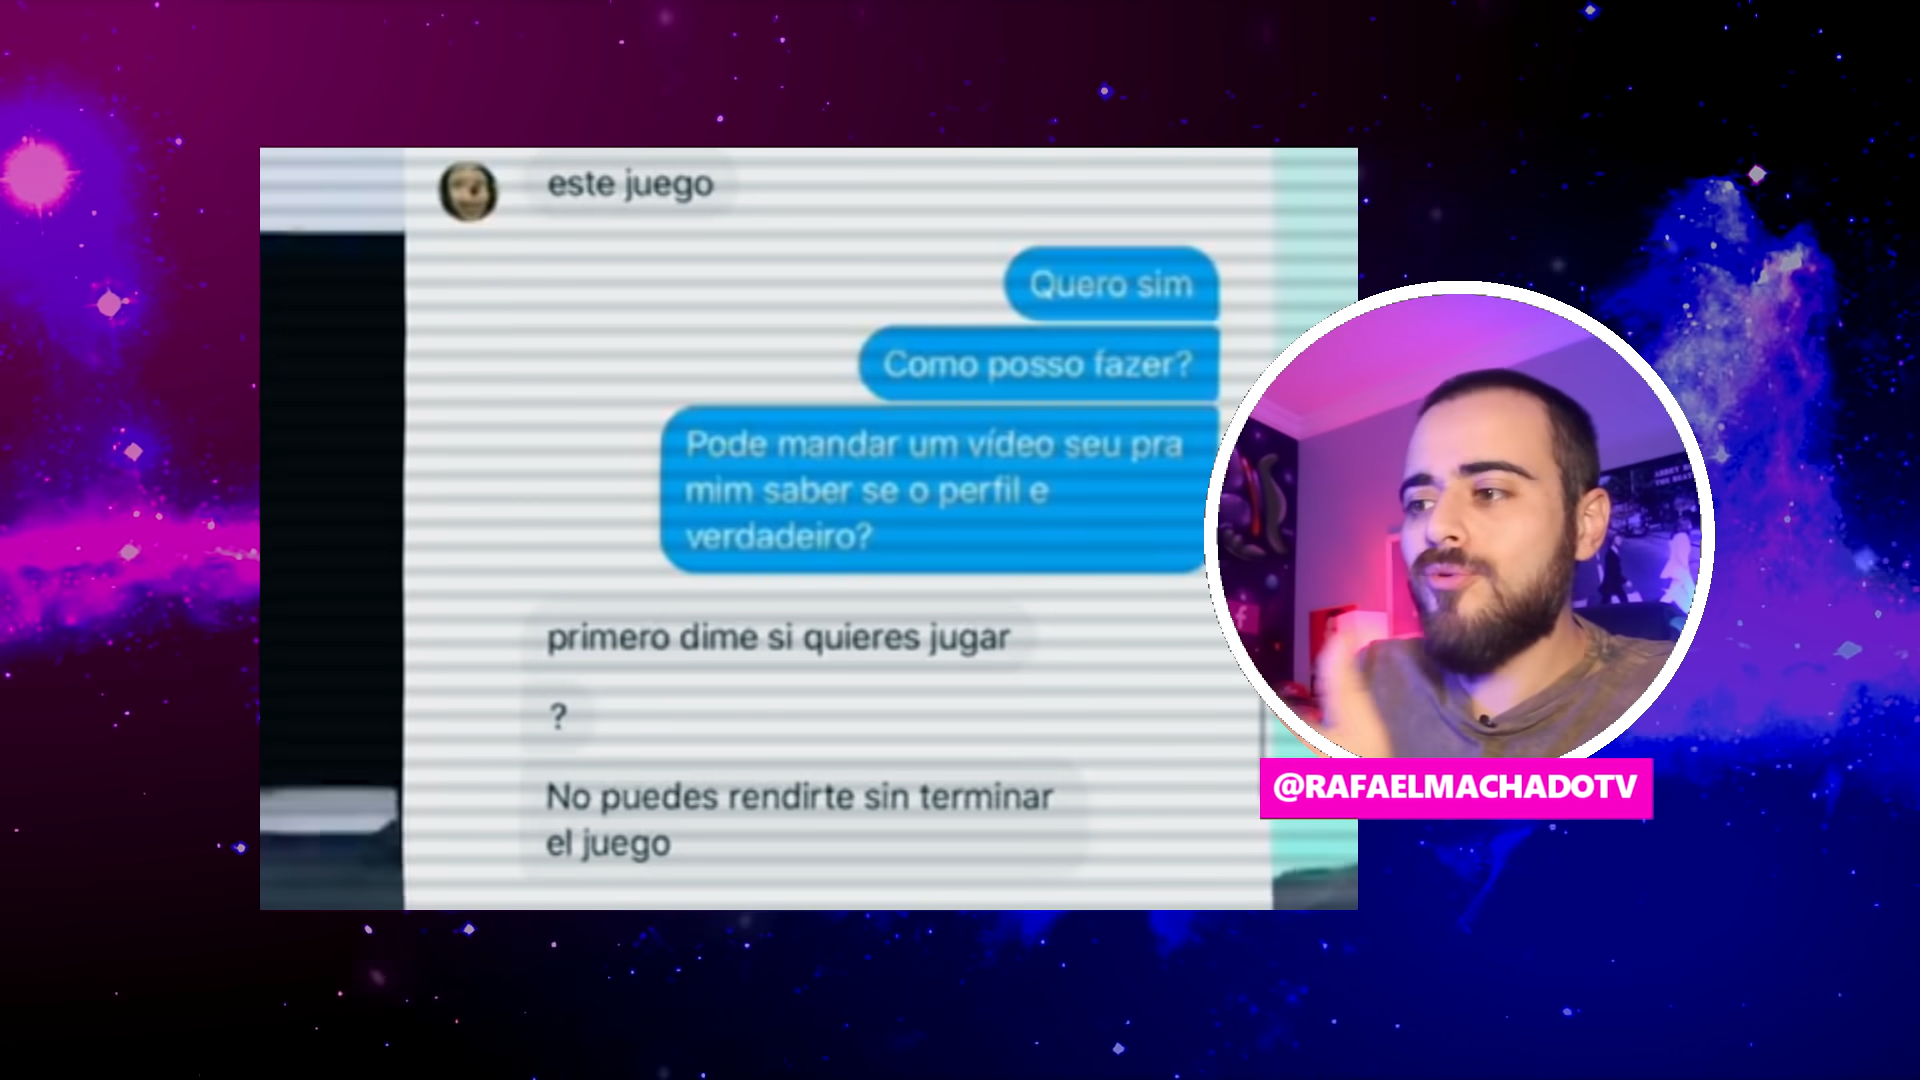 este juego
Quero sim
Como posso fazer?
Pode mandar um vídeo seu pra
mim saber se o perfil e
verdadeiro?
primero dime si quieres jugar
?
No puedes rendirte sin terminar
el juego
@RAFAELMACHADOTV